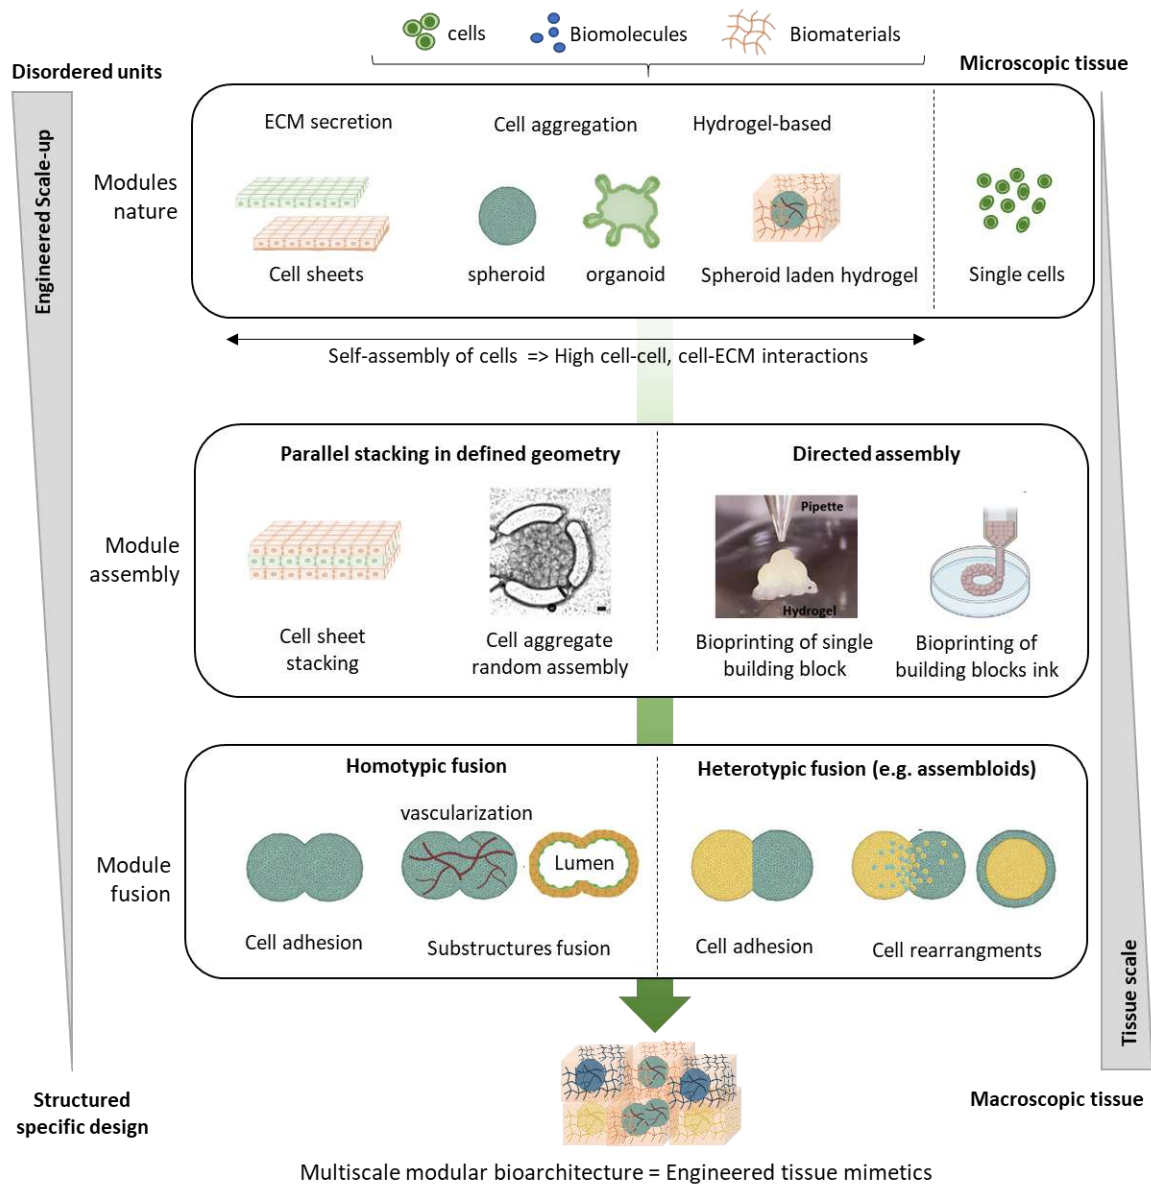 cells
Biomolecules
Biomaterials
Disordered units
Microscopic tissue
Engineered Scale-up
Modules
nature
ECM secretion
Cell aggregation
Hydrogel-based
Cell sheets
spheroid
organoid
Spheroid laden hydrogel
Single cells
Self-assembly of cells => High cell-cell, cell-ECM interactions
Module
assembly
Parallel stacking in defined geometry
Directed assembly
Pipette
Hydrogel
Cell sheet
stacking
Cell aggregate
random assembly
Bioprinting of single
building block
Bioprinting of
building blocks ink
Module
fusion
Homotypic fusion
Heterotypic fusion (e.g. assembloids)
vascularization
Lumen
Cell adhesion
Substructures fusion
Cell adhesion
Cell rearrangments
Tissue scale
Structured
specific design
Macroscopic tissue
Multiscale modular bioarchitecture = Engineered tissue mimetics